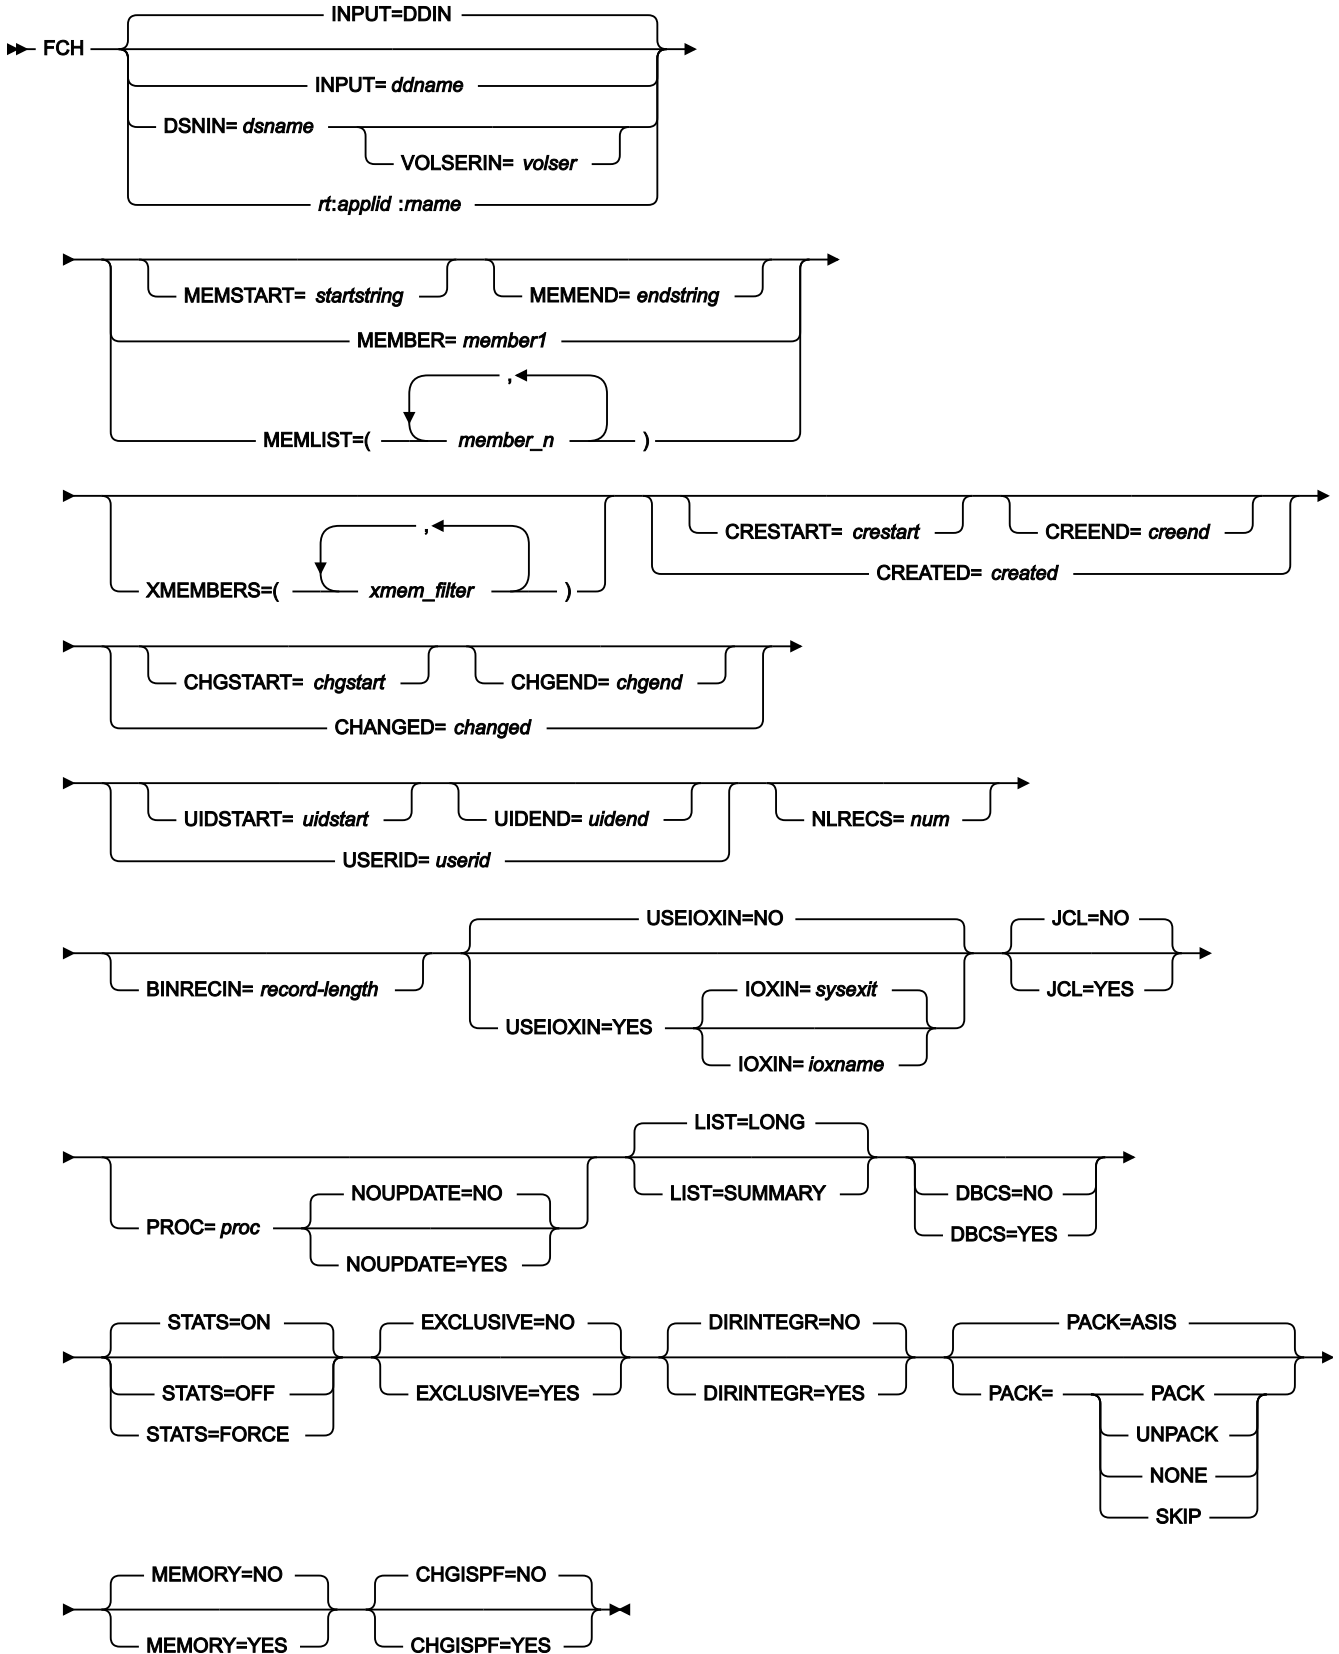 INPUT=DDIN
FCH
INPUT= ddname
DSNIN= dsname
VOLSERIN= volser
rt:applid :rname
MEMSTART= startstring MEMEND= endstring
MEMBER= member1
,
MEMLIST=( member_n )
CRESTART= crestart CREEND= creend
,
CREATED= created
XMEMBERS=( xmem_filter )
CHGSTART= chgstart CHGEND= chgend
CHANGED= changed
UIDSTART= uidstart UIDEND= uidend NLRECS= num
USERID= userid
USEIOXIN=NO JCL=NO
BINRECIN= record-length IOXIN= sysexit JCL=YES
USEIOXIN=YES
IOXIN= ioxname
LIST=LONG
NOUPDATE=NO LIST=SUMMARY DBCS=NO
PROC= proc DBCS=YES
NOUPDATE=YES
STATS=ON EXCLUSIVE=NO DIRINTEGR=NO PACK=ASIS
STATS=OFF EXCLUSIVE=YES DIRINTEGR=YES PACK= PACK
STATS=FORCE UNPACK
NONE
SKIP
MEMORY=NO CHGISPF=NO
MEMORY=YES CHGISPF=YES